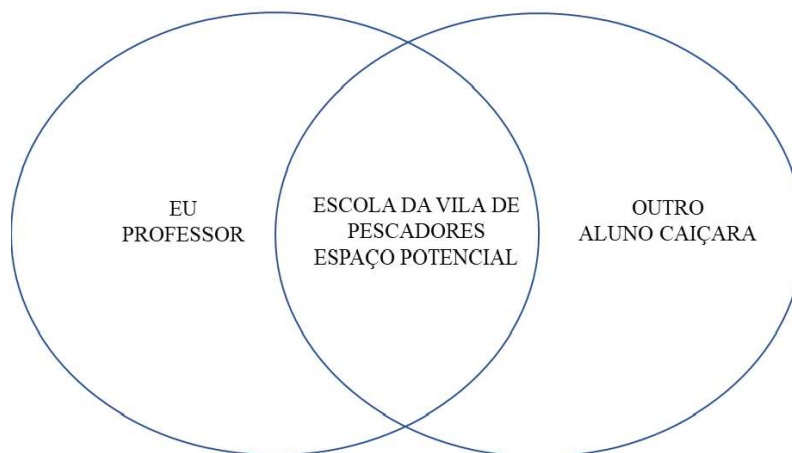 EU
PROFESSOR
ESCOLA DA VILA DE
PESCADORES
ESPAÇO POTENCIAL
OUTRO
ALUNO CAIÇARA